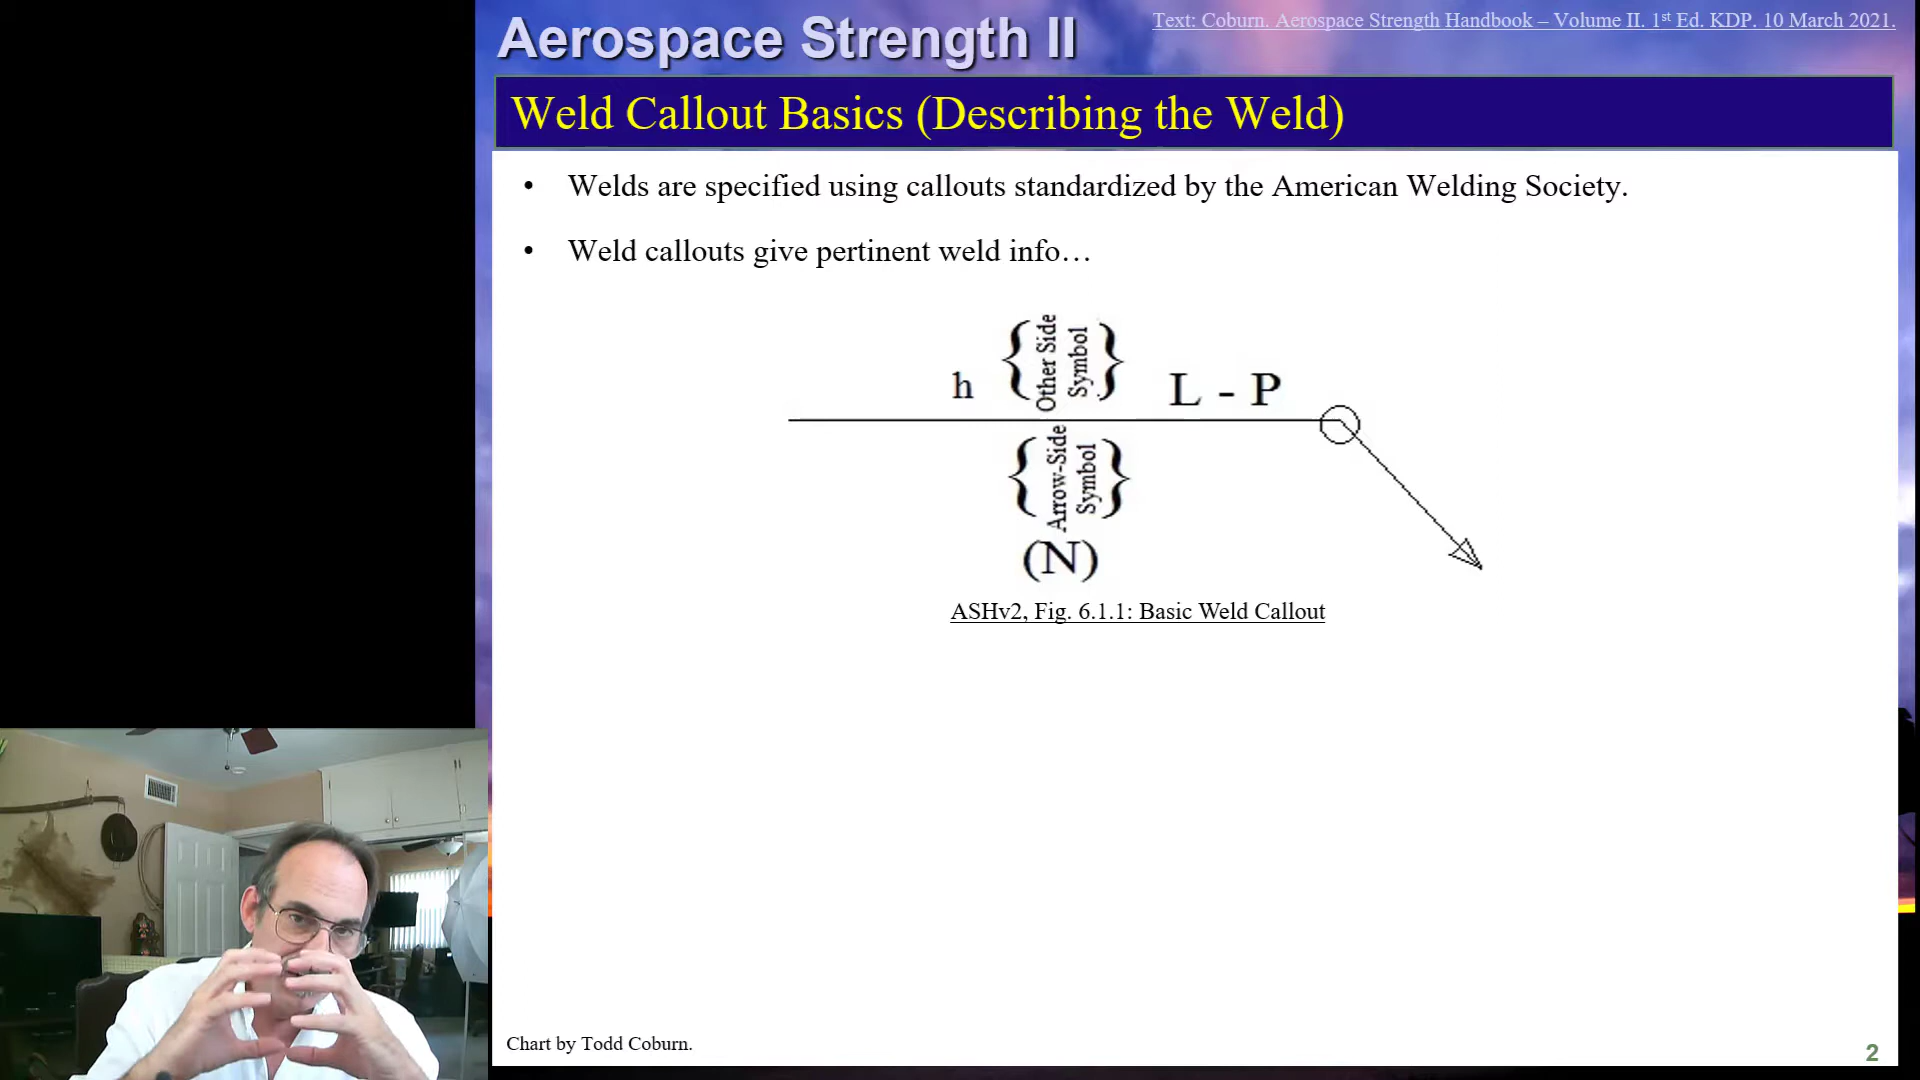 Aerospace Strength II
Text: Coburn. Aerospace Strength Handbook – Volume II. 1st Ed. KDP. 10 March 2021.
Weld Callout Basics (Describing the Weld)
• Welds are specified using callouts standardized by the American Welding Society.
• Weld callouts give pertinent weld info…
h { Other Side Symbol } L - P
{ Arrow-Side Symbol }
(N)
ASHv2, Fig. 6.1.1: Basic Weld Callout
Chart by Todd Coburn.
2